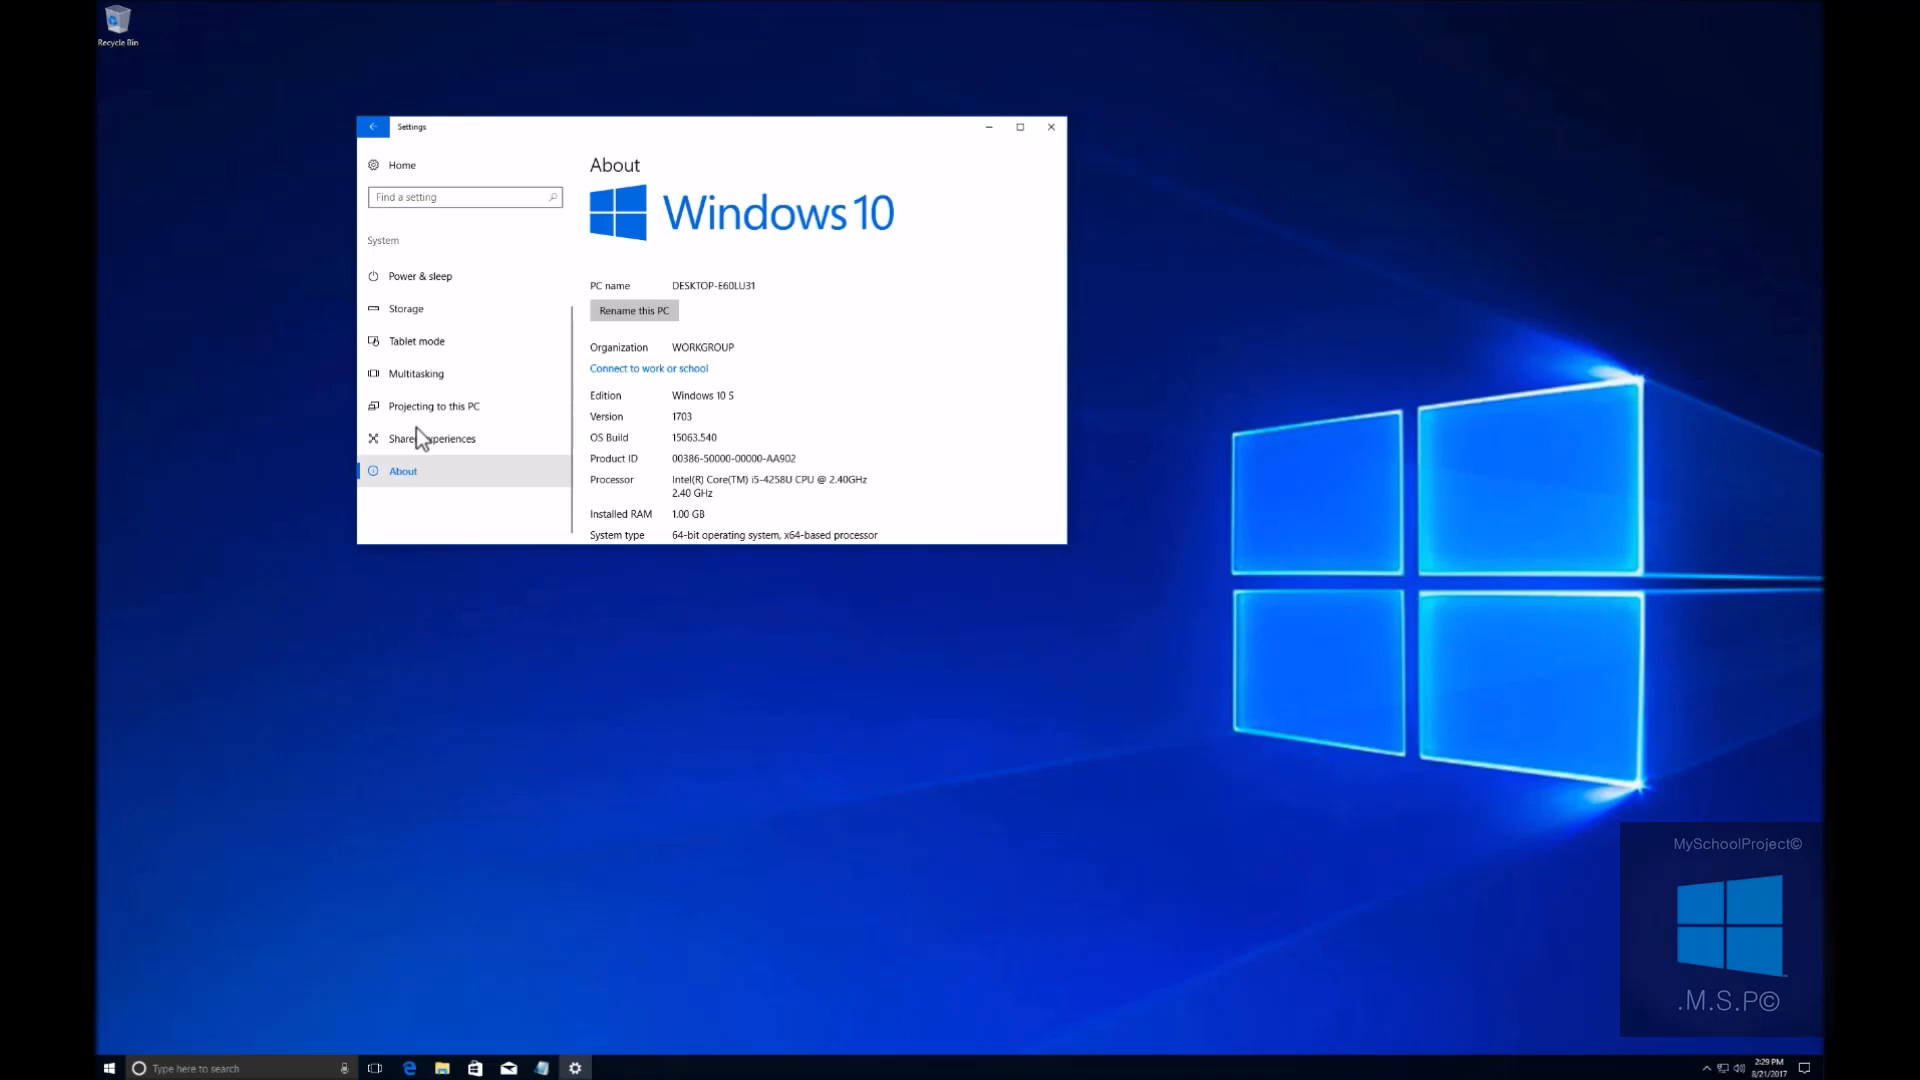 Recycle Bin
Settings
Home
Find a setting
System
Power & sleep
Storage
Tablet mode
Multitasking
Projecting to this PC
Share periences
About
About
Windows 10
PC name DESKTOP-E60LU31
Rename this PC
Organization WORKGROUP
Connect to work or school
Edition Windows 10 S
Version 1703
OS Build 15063.540
Product ID 00386-50000-00000-AA902
Processor Intel(R) Core(TM) i5-4258U CPU @ 2.40GHz
2.40 GHz
Installed RAM 1.00 GB
System type 64-bit operating system, x64-based processor
MySchoolProject©
.M.S.P©
Type here to search
2:29 PM
8/21/2017